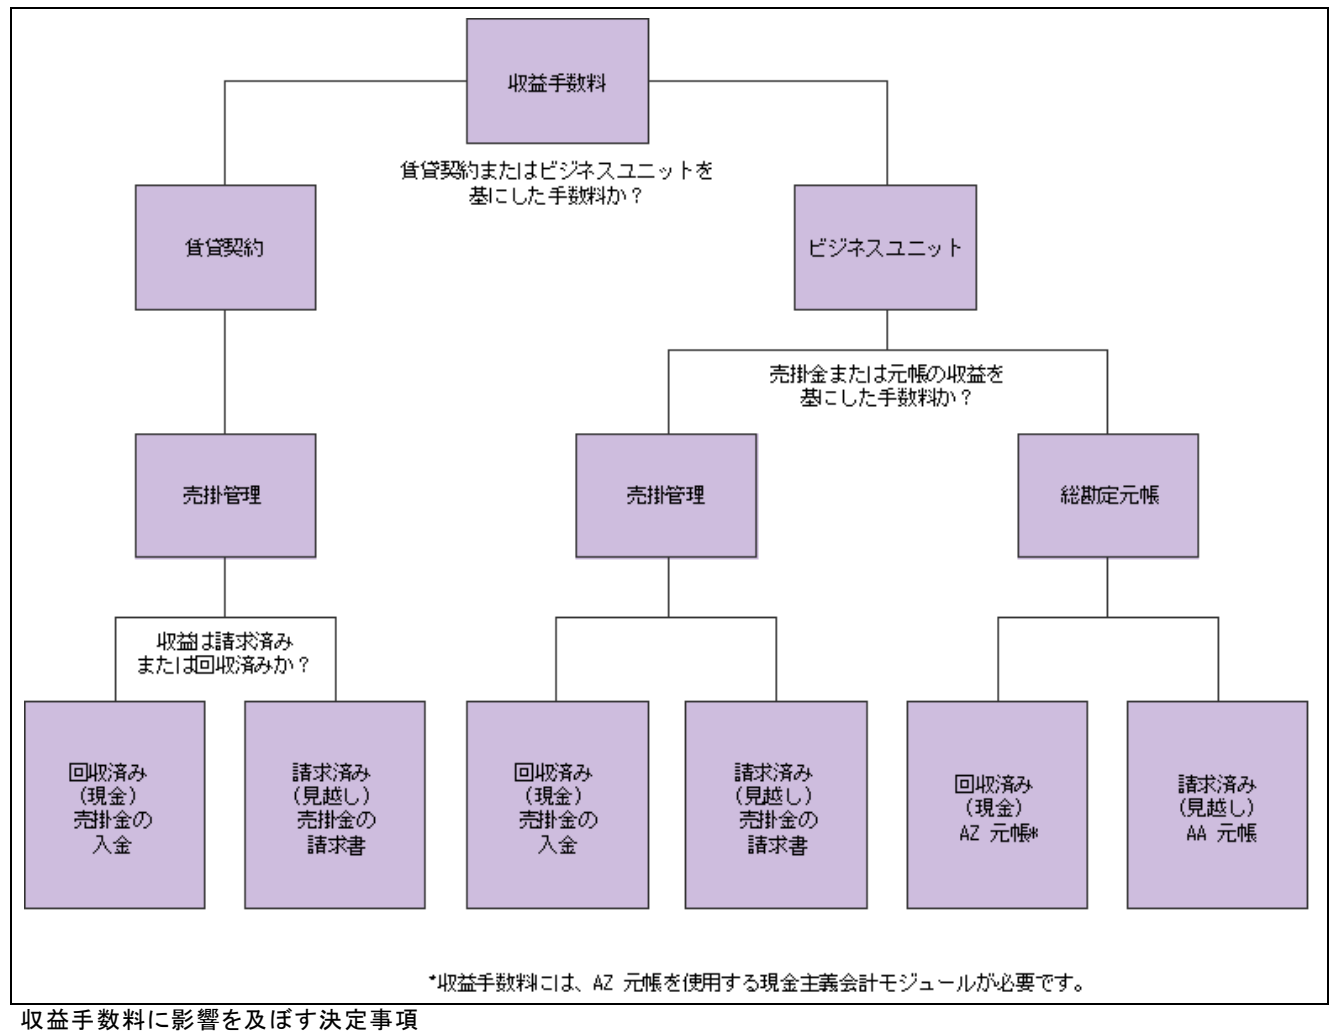 収益手数料
賃貸契約またはビジネスユニットを
基にした手数料か？
賃貸契約
ビジネスユニット
売掛金または元帳の収益を
基にした手数料か？
売掛管理
売掛管理
総勘定元帳
収益は請求済み
または回収済みか？
回収済み
（現金）
売掛金の
入金
請求済み
（見越し）
売掛金の
請求書
回収済み
（現金）
売掛金の
入金
請求済み
（見越し）
売掛金の
請求書
回収済み
（現金）
AZ 元帳*
請求済み
（見越し）
AA 元帳
*収益手数料には、AZ 元帳を使用する現金主義会計モジュールが必要です。
収益手数料に影響を及ぼす決定事項